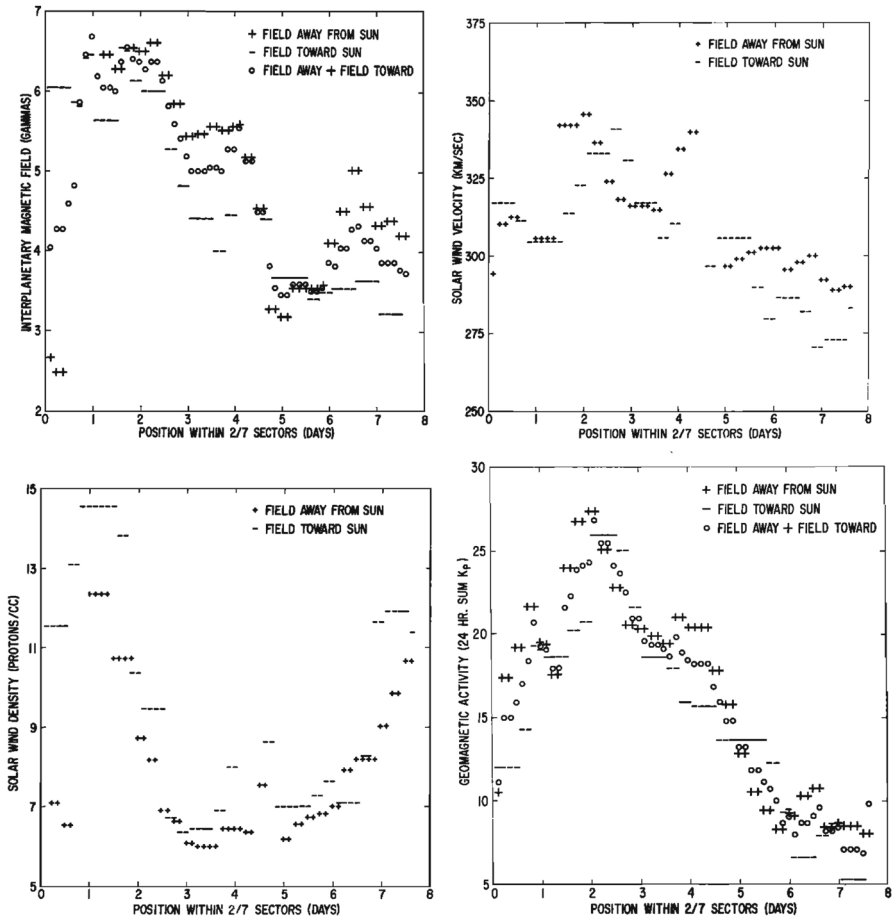 7
6
5
4
3
2
INTERPLANETARY MAGNETIC FIELD (GAMMAS)
FIELD AWAY FROM SUN
FIELD TOWARD SUN
FIELD AWAY + FIELD TOWARD
0 1 2 3 4 5 6 7 8
POSITION WITHIN 2/7 SECTORS (DAYS)
375
350
325
300
275
250
SOLAR WIND VELOCITY (KM/SEC)
FIELD AWAY FROM SUN
FIELD TOWARD SUN
0 1 2 3 4 5 6 7 8
POSITION WITHIN 2/7 SECTORS (DAYS)
15
13
11
9
7
5
SOLAR WIND DENSITY (PROTONS/CC)
FIELD AWAY FROM SUN
FIELD TOWARD SUN
0 1 2 3 4 5 6 7 8
POSITION WITHIN 2/7 SECTORS (DAYS)
30
25
20
15
10
5
GEOMAGNETIC ACTIVITY (24 HR. SUM Kp)
FIELD AWAY FROM SUN
FIELD TOWARD SUN
FIELD AWAY + FIELD TOWARD
0 1 2 3 4 5 6 7 8
POSITION WITHIN 2/7 SECTORS (DAYS)